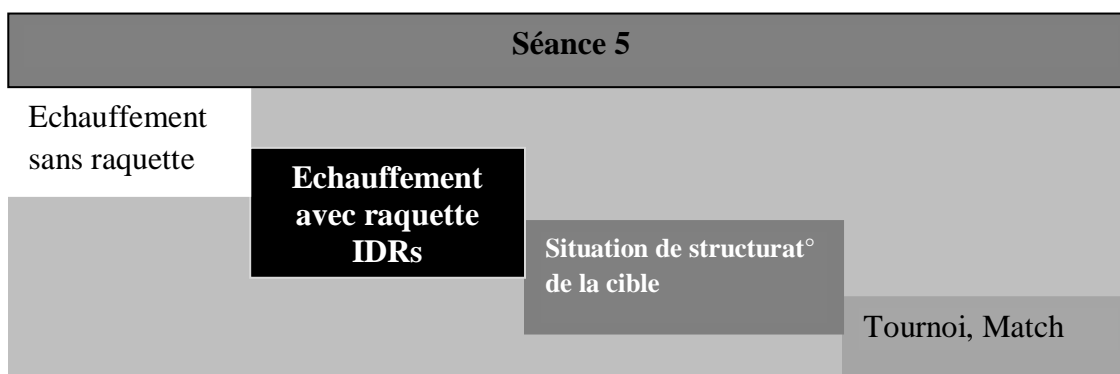 Séance 5
Echauffement
sans raquette
Echauffement
avec raquette
IDRs
Situation de structurat°
de la cible
Tournoi, Match